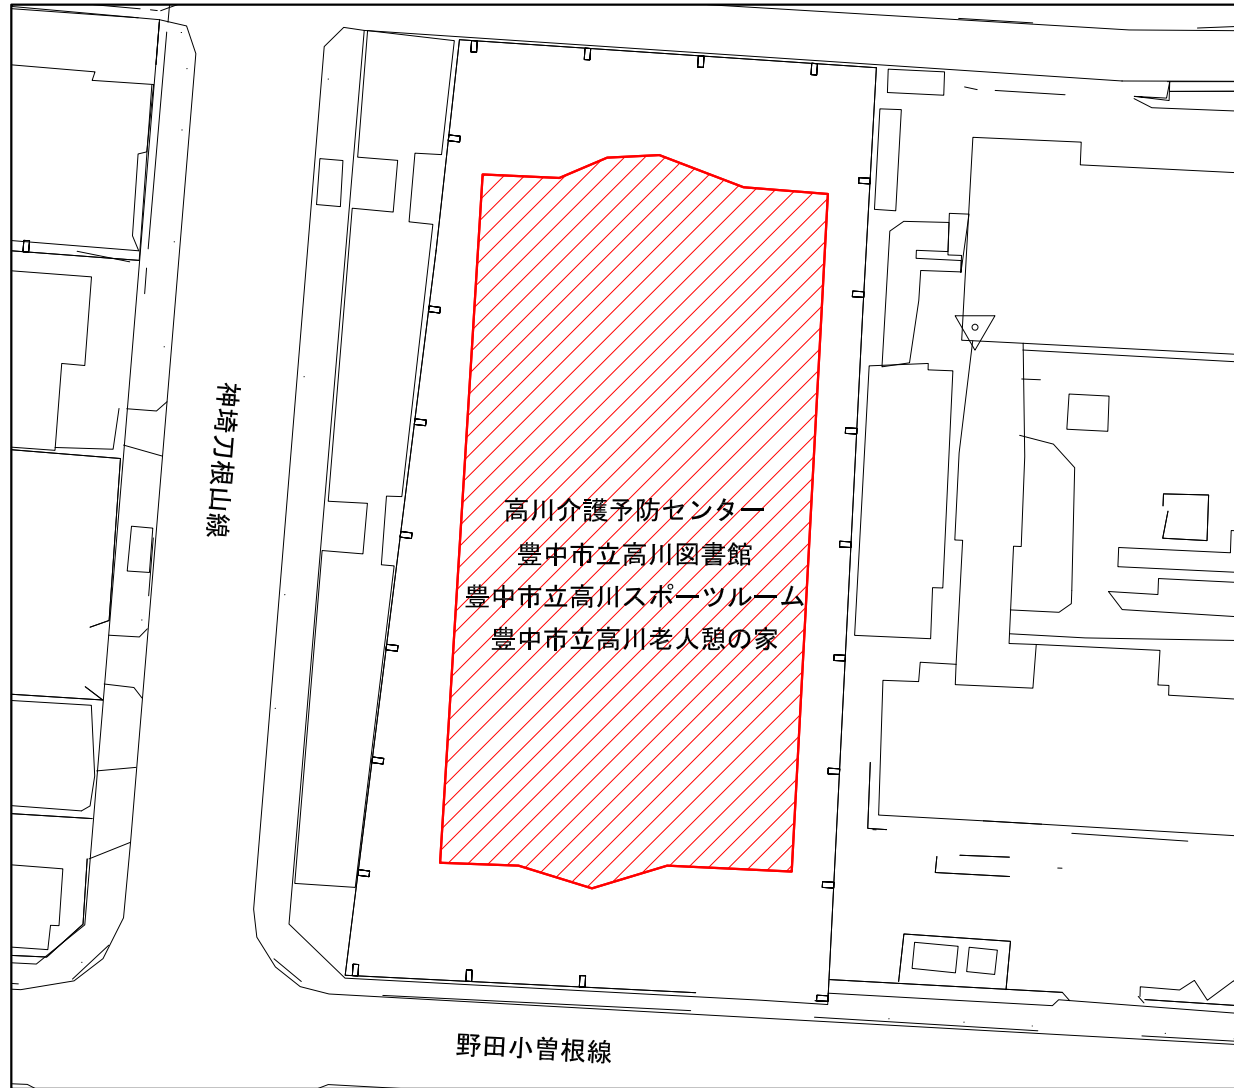 神埼刀根山線
高川介護予防センター
豊中市立高川図書館
豊中市立高川スポーツルーム
豊中市立高川老人憩の家
野田小曽根線